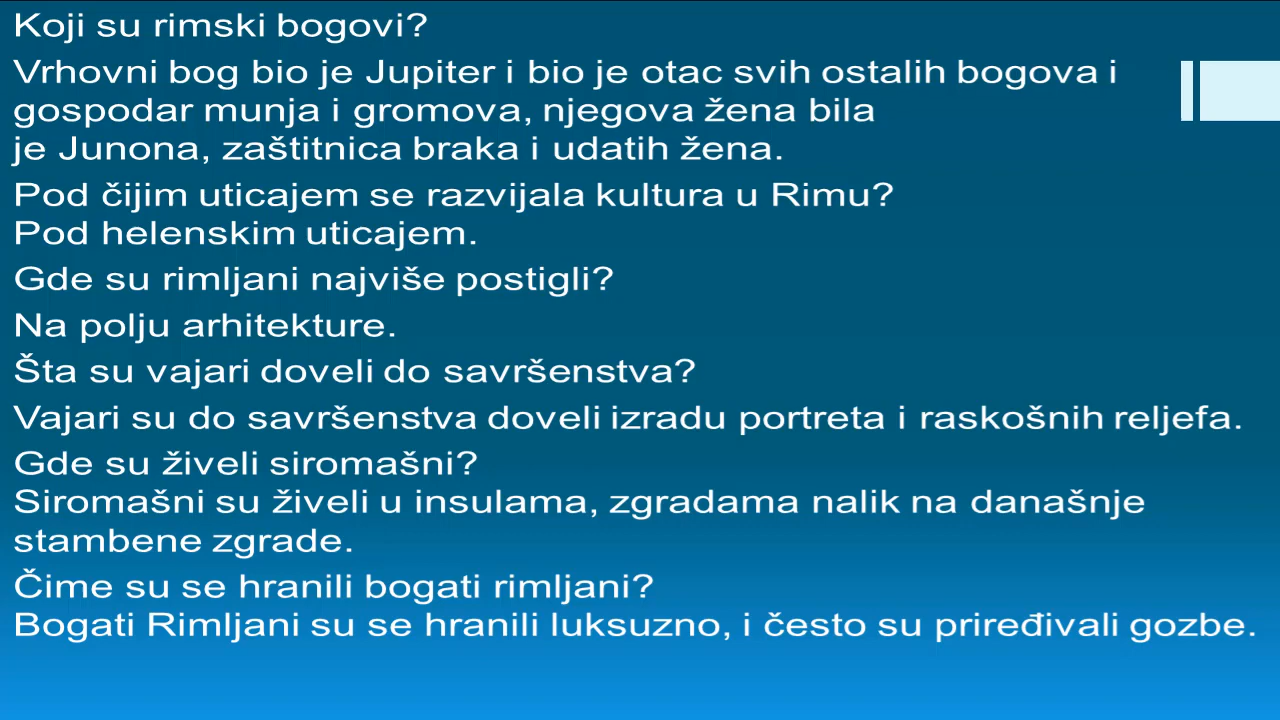 Koji su rimski bogovi?
Vrhovni bog bio je Jupiter i bio je otac svih ostalih bogova i
gospodar munja i gromova, njegova žena bila
je Junona, zaštitnica braka i udatih žena.
Pod čijim uticajem se razvijala kultura u Rimu?
Pod helenskim uticajem.
Gde su rimljani najviše postigli?
Na polju arhitekture.
Šta su vajari doveli do savršenstva?
Vajari su do savršenstva doveli izradu portreta i raskošnih reljefa.
Gde su živeli siromašni?
Siromašni su živeli u insulama, zgradama nalik na današnje
stambene zgrade.
Čime su se hranili bogati rimljani?
Bogati Rimljani su se hranili luksuzno, i često su priređivali gozbe.